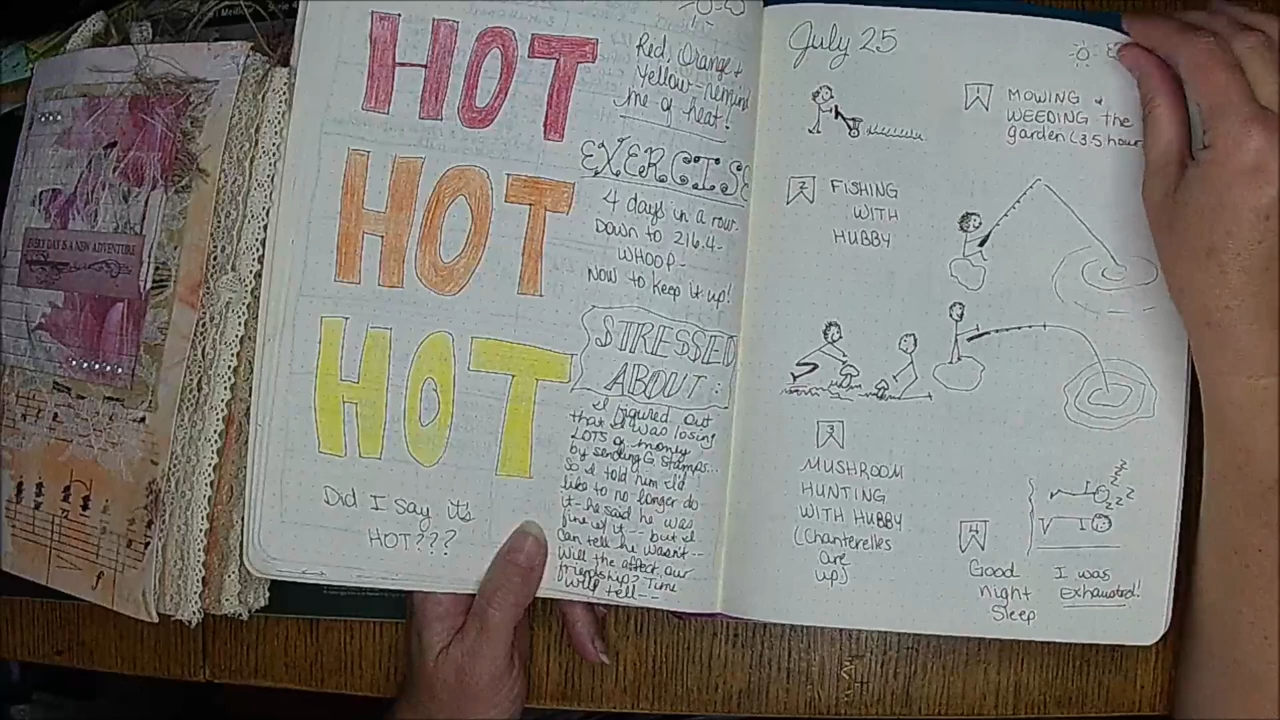 EVERY DAY IS A NEW ADVENTURE
f
HOT
HOT
HOT
Did I say it's
HOT???
Red, Orange +
Yellow-remind
me of heat!
EXERCISE
4 days in a row-
Down to 216.4-
WHOOP-
Now to keep it up!
STRESSED
ABOUT:
I figured out
that I was losing
LOTS of money
by sending G stamps...
So I told him I'd
like to no longer do
it-he said he was
fine w/ it -- but I
can tell he wasn't--
Will the affect our
friendship? Time
will tell--
July 25
1
MOWING +
WEEDING the
garden (3.5 hour
2
FISHING
WITH
HUBBY
3
MUSHROOM
HUNTING
WITH HUBBY
(Chanterelles
are
up)
4
Good
night
Sleep
zzz
zzz
I was
exhausted!